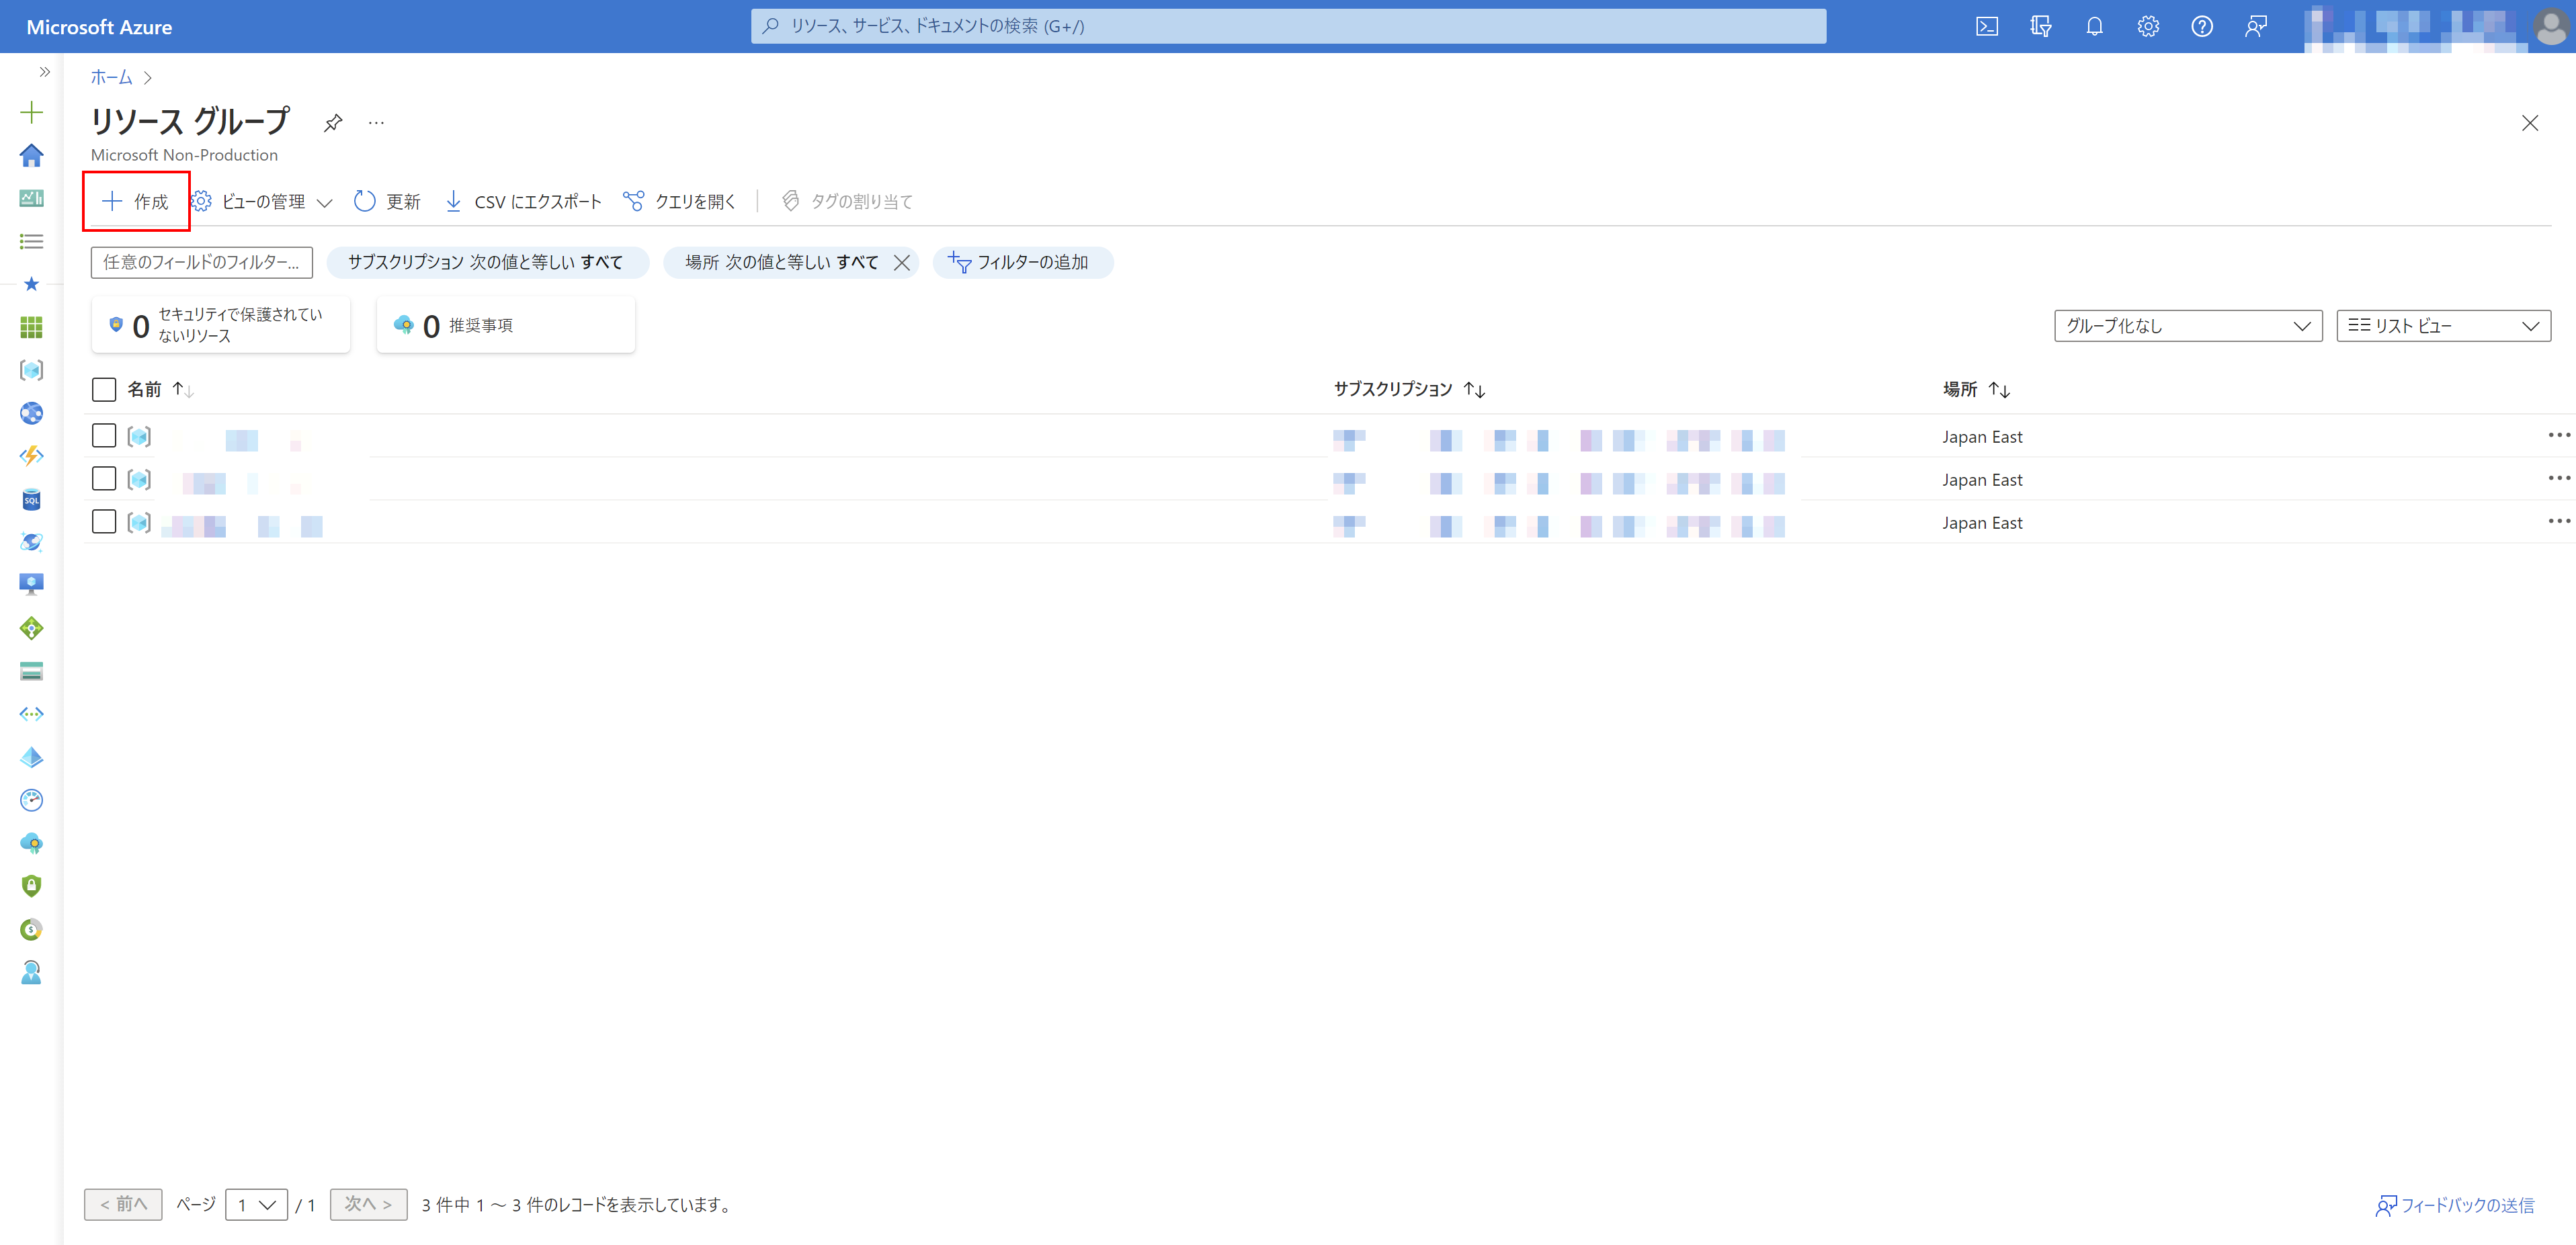 Microsoft Azure
リソース、サービス、ドキュメントの検索 (G+/)
ホーム
リソース グループ
Microsoft Non-Production
作成 ビューの管理 更新 CSV にエクスポート クエリを開く タグの割り当て
任意のフィールドのフィルター... サブスクリプション 次の値と等しい すべて 場所 次の値と等しい すべて フィルターの追加
0 セキュリティで保護されてい
ないリソース
0 推奨事項
グループ化なし リスト ビュー
名前 サブスクリプション 場所
Japan East
Japan East
Japan East
SQL
< 前へ ページ 1 / 1 次へ > 3 件中 1 ～ 3 件のレコードを表示しています。
フィードバックの送信